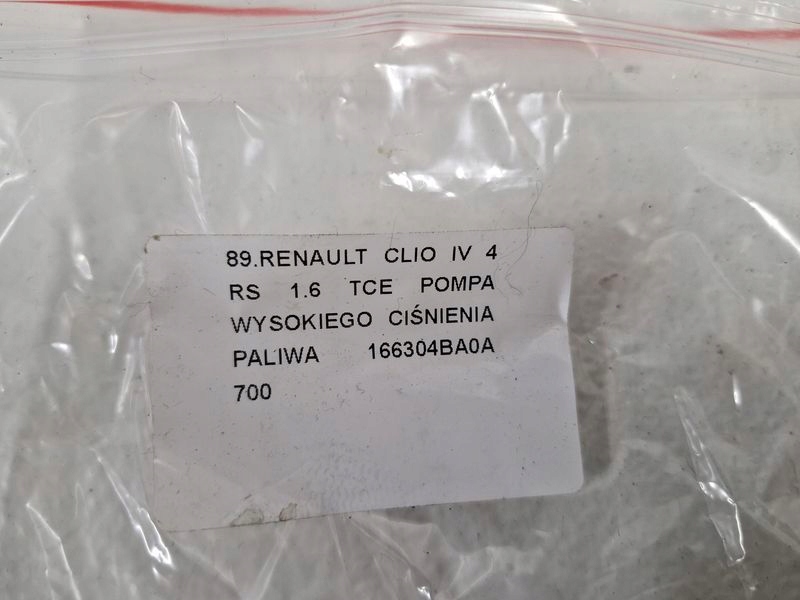 89.RENAULT CLIO IV 4
RS 1.6 TCE POMPA
WYSOKIEGO CIŚNIENIA
PALIWA 166304BA0A
700